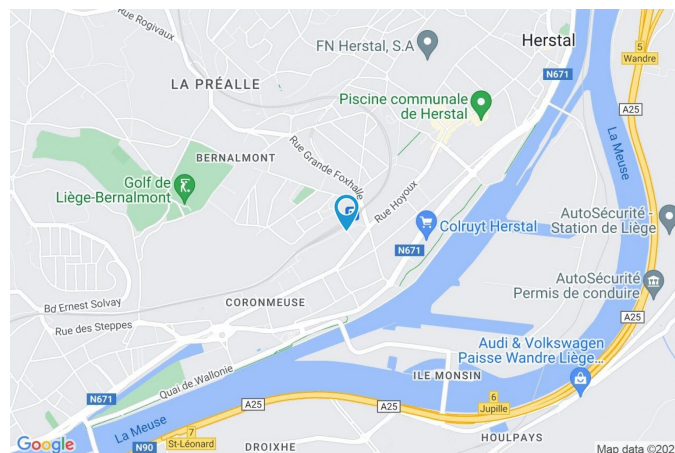 Rue Rogivaux
FN Herstal, S.A
Herstal
5
Wandre
N671
A25
LA PRÉALLE
Piscine communale
de Herstal
La Meuse
Rue Grande Foxhalle
BERNALMONT
Golf de
Liège-Bernalmont
Rue Hoyoux
Colruyt Herstal
N671
AutoSécurité -
Station de Liège
AutoSécurité
Permis de conduire
A25
Bd Ernest Solvay
CORONMEUSE
Rue des Steppes
Audi & Volkswagen
Paisse Wandre Liège...
ILE MONSIN
Quai de Wallonie
N671
A25
A25
6
Jupille
La Meuse
7
St-Léonard
N90
DROIXHE
HOULPAYS
Google
Map data ©202